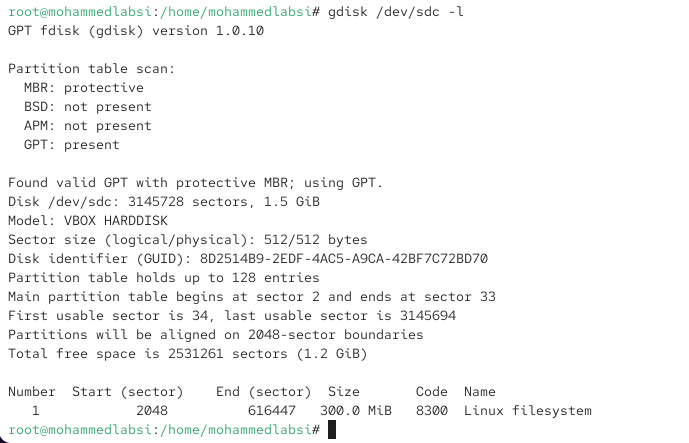 root@mohammedlabsi:/home/mohammedlabsi# gdisk /dev/sdc -l
GPT fdisk (gdisk) version 1.0.10
Partition table scan:
MBR: protective
BSD: not present
APM: not present
GPT: present
Found valid GPT with protective MBR; using GPT.
Disk /dev/sdc: 3145728 sectors, 1.5 GiB
Model: VBOX HARDDISK
Sector size (logical/physical): 512/512 bytes
Disk identifier (GUID): 8D2514B9-2EDF-4AC5-A9CA-42BF7C72BD70
Partition table holds up to 128 entries
Main partition table begins at sector 2 and ends at sector 33
First usable sector is 34, last usable sector is 3145694
Partitions will be aligned on 2048-sector boundaries
Total free space is 2531261 sectors (1.2 GiB)
Number  Start (sector)    End (sector)  Size       Code  Name
   1            2048          616447   300.0 MiB   8300  Linux filesystem
root@mohammedlabsi:/home/mohammedlabsi#